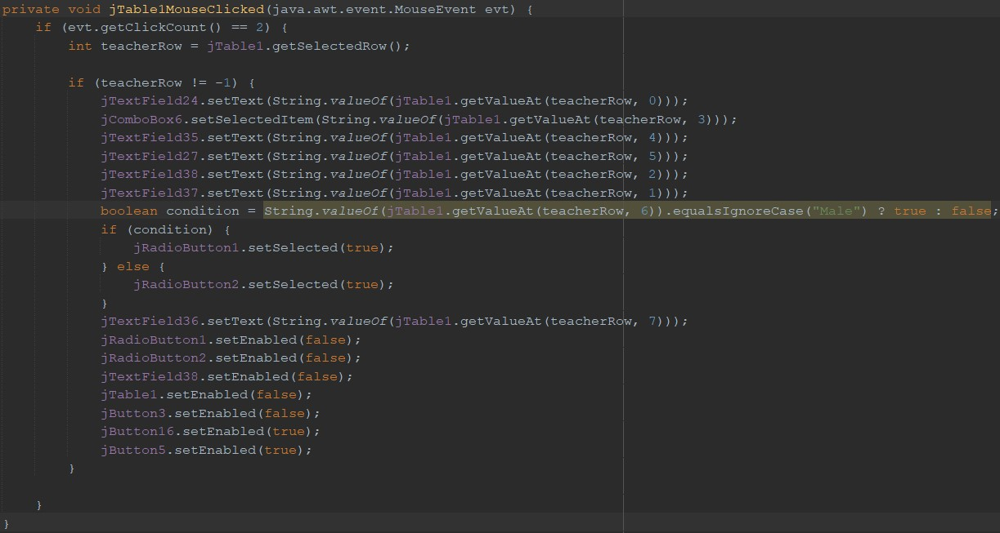 private void jTable1MouseClicked(java.awt.event.MouseEvent evt) {
    if (evt.getClickCount() == 2) {
        int teacherRow = jTable1.getSelectedRow();
        if (teacherRow != -1) {
            jTextField24.setText(String.valueOf(jTable1.getValueAt(teacherRow, 0)));
            jComboBox6.setSelectedItem(String.valueOf(jTable1.getValueAt(teacherRow, 3)));
            jTextField35.setText(String.valueOf(jTable1.getValueAt(teacherRow, 4)));
            jTextField27.setText(String.valueOf(jTable1.getValueAt(teacherRow, 5)));
            jTextField38.setText(String.valueOf(jTable1.getValueAt(teacherRow, 2)));
            jTextField37.setText(String.valueOf(jTable1.getValueAt(teacherRow, 1)));
            boolean condition = String.valueOf(jTable1.getValueAt(teacherRow, 6)).equalsIgnoreCase("Male") ? true : false;
            if (condition) {
                jRadioButton1.setSelected(true);
            } else {
                jRadioButton2.setSelected(true);
            }
            jTextField36.setText(String.valueOf(jTable1.getValueAt(teacherRow, 7)));
            jRadioButton1.setEnabled(false);
            jRadioButton2.setEnabled(false);
            jTextField38.setEnabled(false);
            jTable1.setEnabled(false);
            jButton3.setEnabled(false);
            jButton16.setEnabled(true);
            jButton5.setEnabled(true);
        }
    }
}